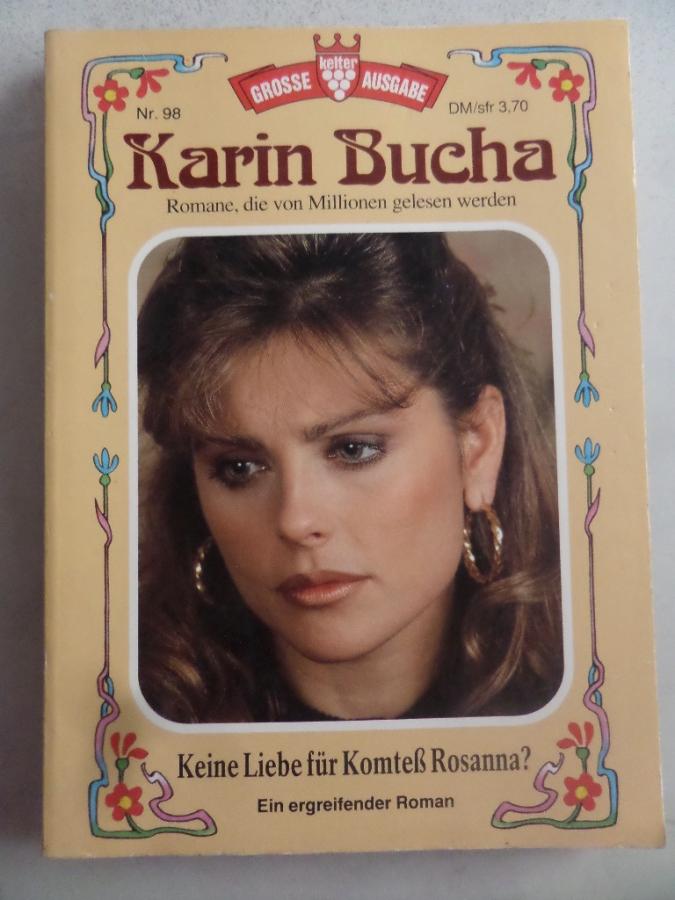 kelter
GROSSE AUSGABE
Nr. 98
DM/sfr 3,70
Karin Bucha
Romane, die von Millionen gelesen werden
Keine Liebe für Komteß Rosanna?
Ein ergreifender Roman